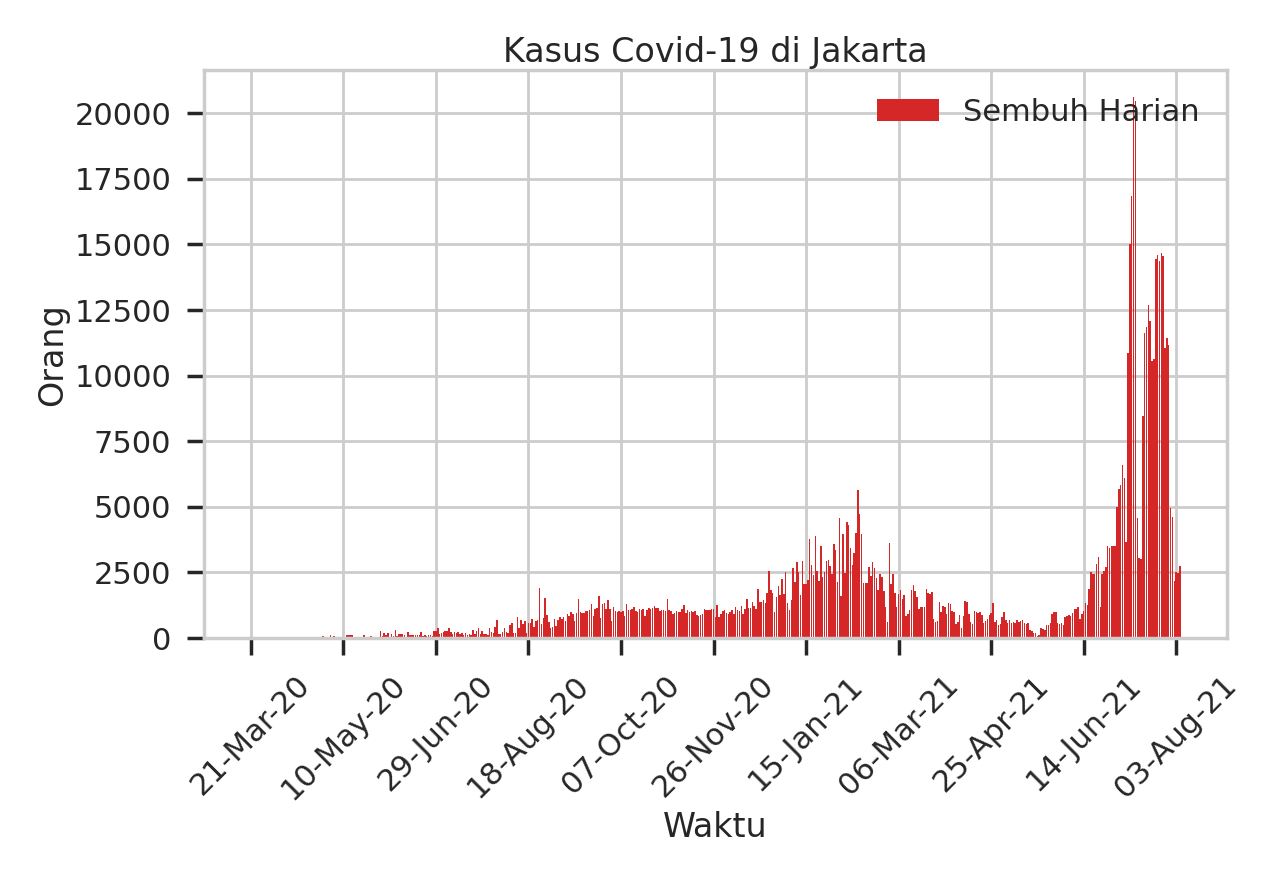 Kasus Covid-19 di Jakarta
Sembuh Harian
20000
17500
15000
12500
10000
7500
5000
2500
0
Orang
21-Mar-20
10-May-20
29-Jun-20
18-Aug-20
07-Oct-20
26-Nov-20
15-Jan-21
06-Mar-21
25-Apr-21
14-Jun-21
03-Aug-21
Waktu